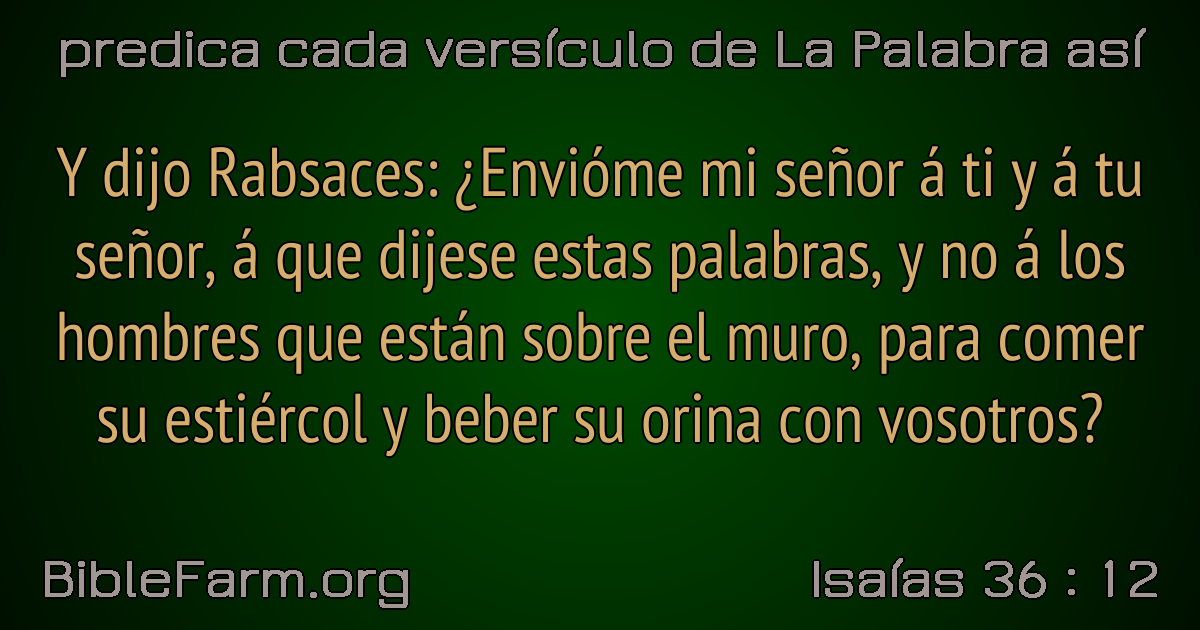 predica cada versículo de La Palabra así
Y dijo Rabsaces: ¿Envióme mi señor á ti y á tu
señor, á que dijese estas palabras, y no á los
hombres que están sobre el muro, para comer
su estiércol y beber su orina con vosotros?
BibleFarm.org
Isaías 36 : 12